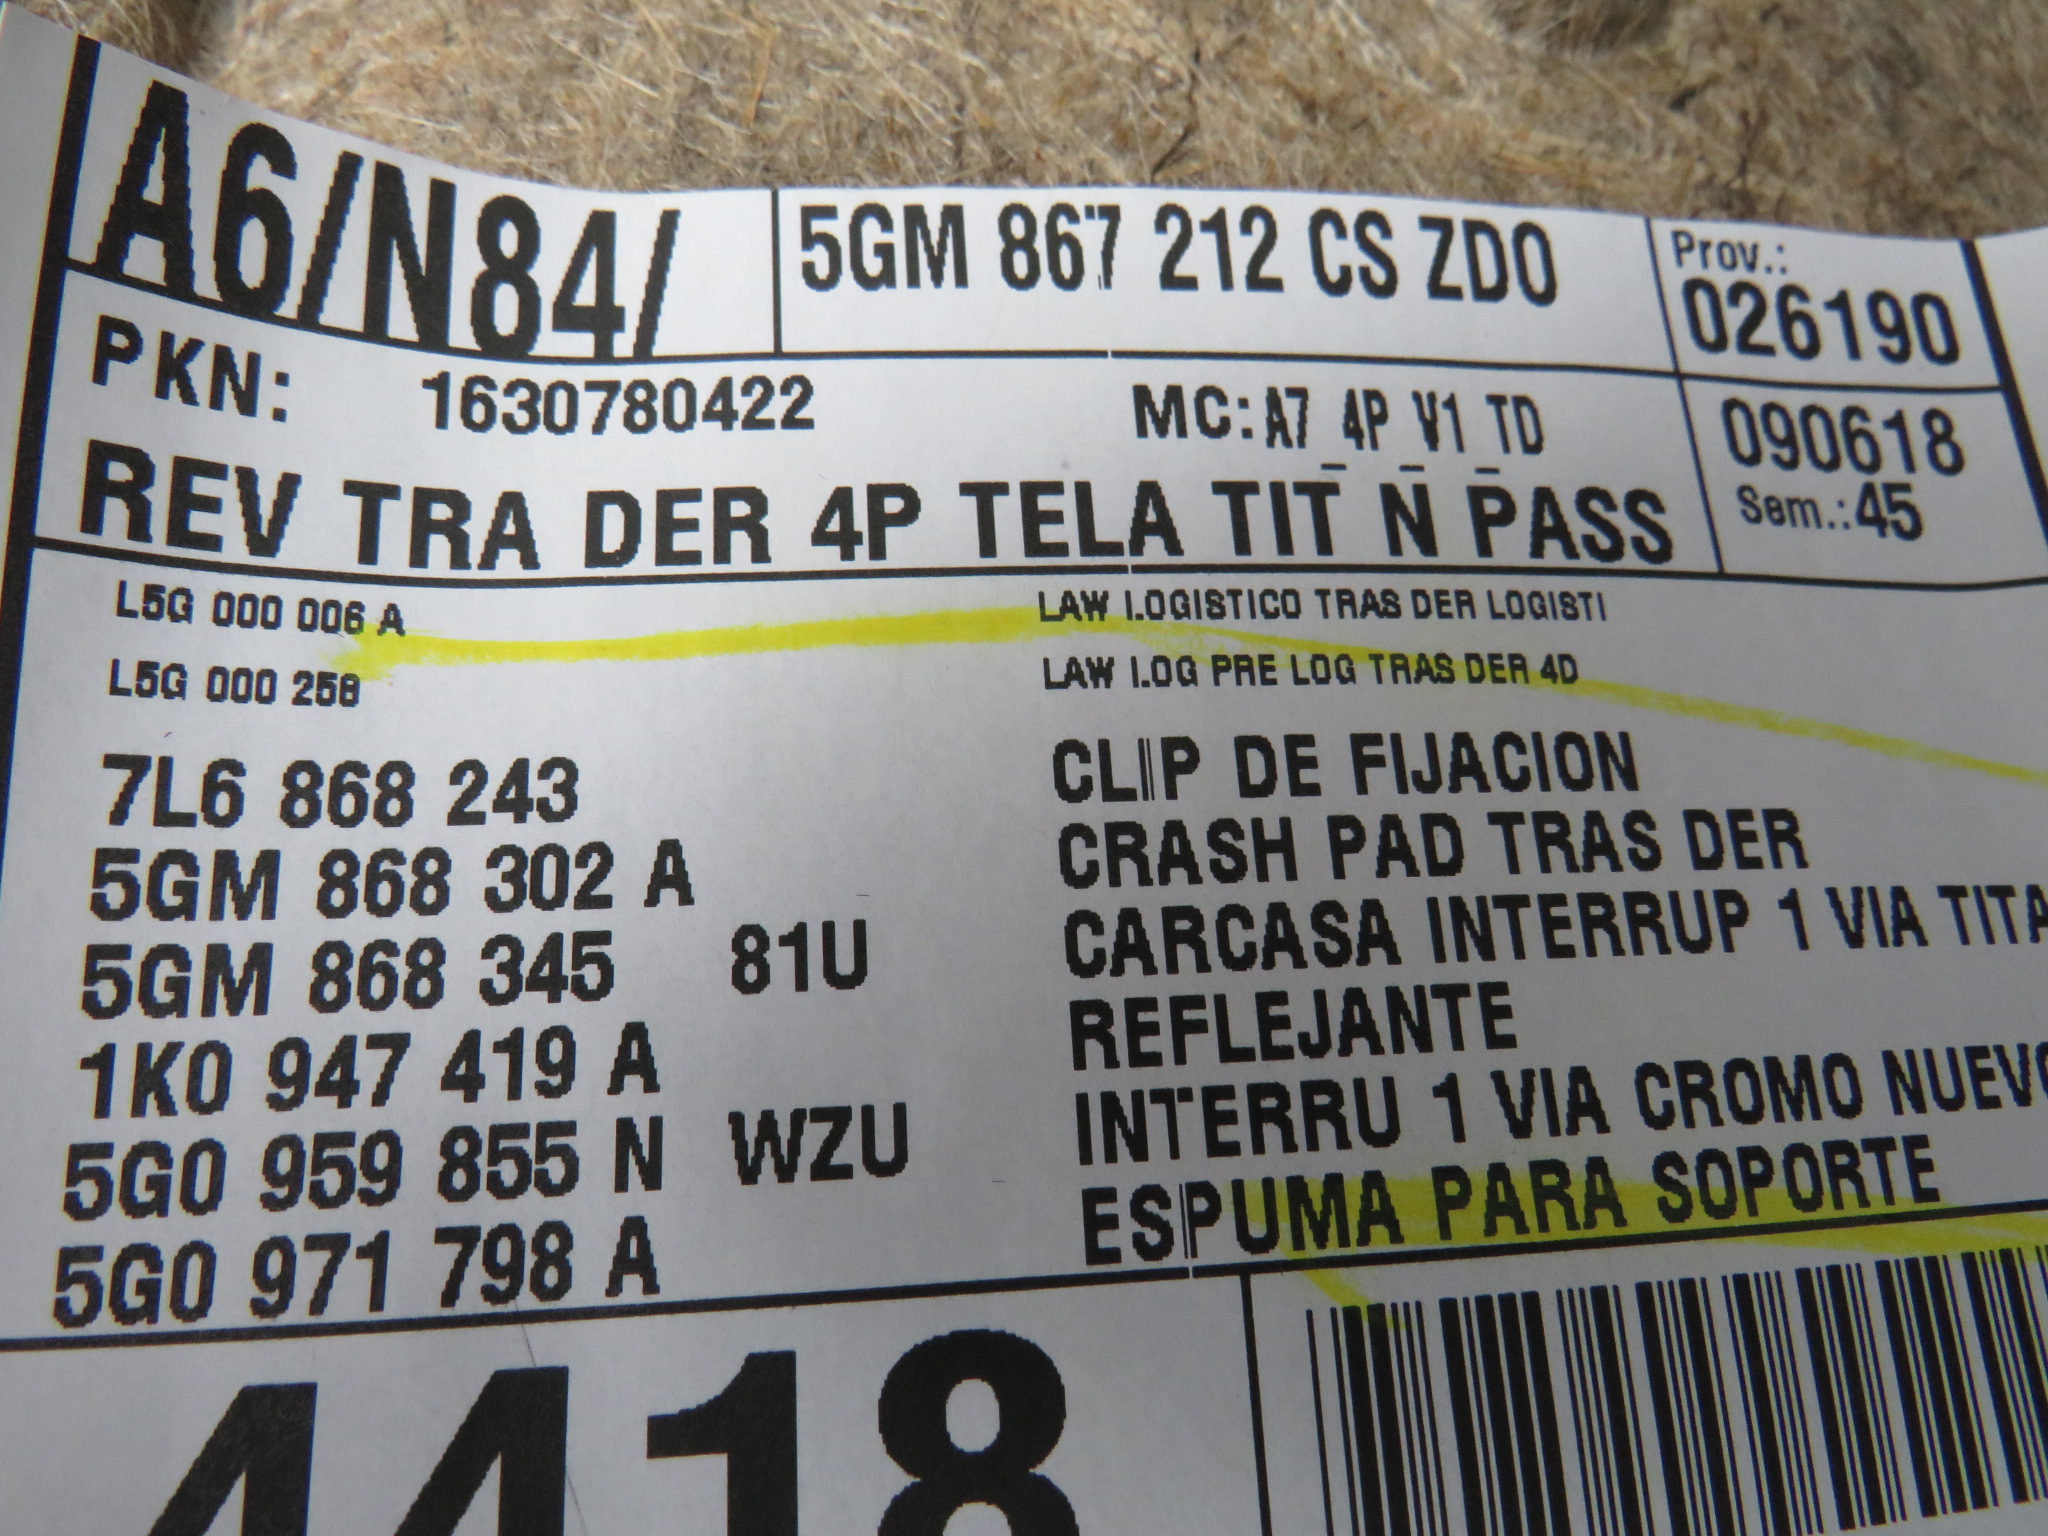 A6/N84/ 5GM 867 212 CS ZD0 Prov.:
026190
PKN: 1630780422 MC: A7_4P_V1_TD 090618
REV TRA DER 4P TELA TIT N PASS Sem.: 45
L5G 000 006 A LAW LOGISTICO TRAS DER LOGISTI
L5G 000 258 LAW LOG PRE LOG TRAS DER 4D
7L6 868 243 CLIP DE FIJACION
5GM 868 302 A CRASH PAD TRAS DER
5GM 868 345 81U CARCASA INTERRUP 1 VIA TITA
1K0 947 419 A REFLEJANTE
5G0 959 855 N WZU INTERRU 1 VIA CROMO NUEVO
5G0 971 798 A ESPUMA PARA SOPORTE
4418